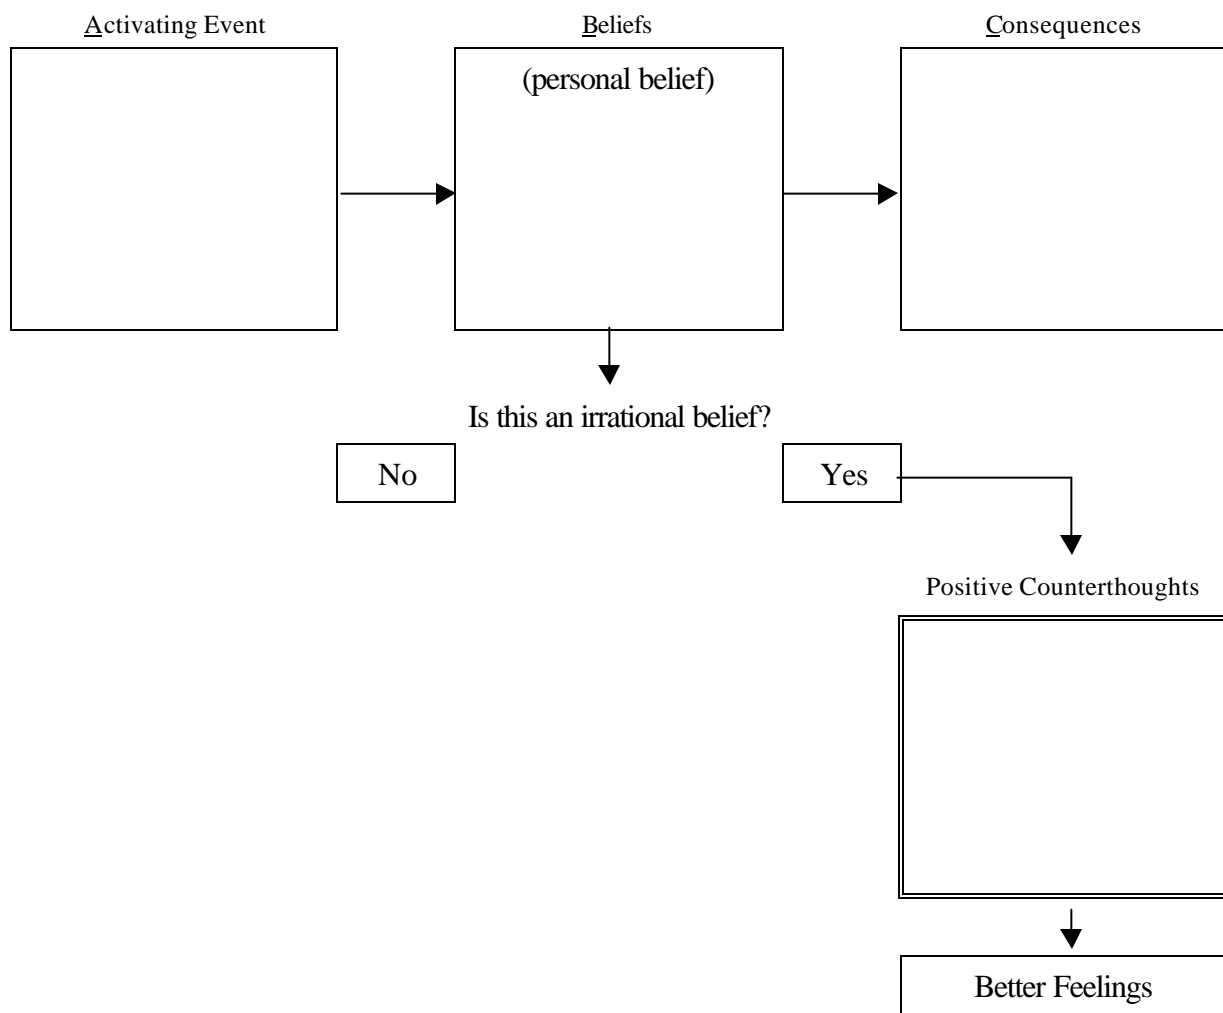 Activating Event
Beliefs
Consequences
(personal belief)
Is this an irrational belief?
No
Yes
Positive Counterthoughts
Better Feelings